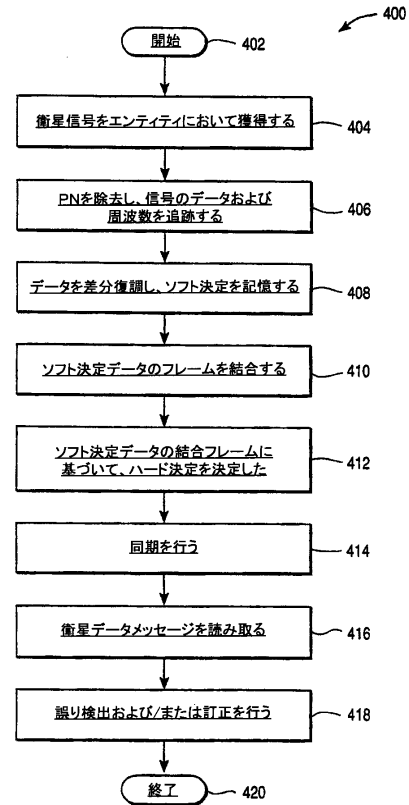 400
開始
402
衛星信号をエンティティにおいて獲得する
404
PNを除去し、信号のデータおよび
周波数を追跡する
406
データを差分復調し、ソフト決定を記憶する
408
ソフト決定データのフレームを結合する
410
ソフト決定データの結合フレームに
基づいて、ハード決定を決定した
412
同期を行う
414
衛星データメッセージを読み取る
416
誤り検出および/または訂正を行う
418
終了
420